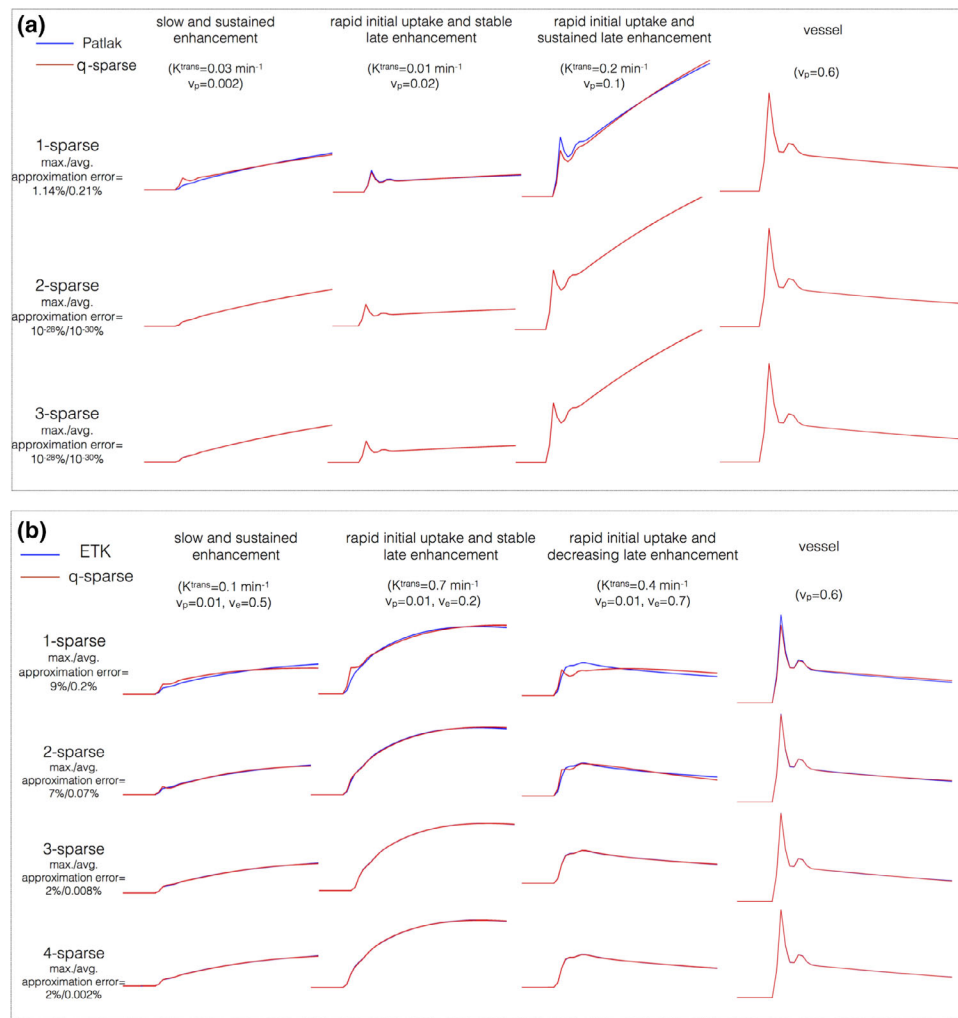 (a)
Patlak
q-sparse
slow and sustained
enhancement
(Kᵗʳᵃⁿˢ=0.03 min⁻¹
vₚ=0.002)
rapid initial uptake and stable
late enhancement
(Kᵗʳᵃⁿˢ=0.01 min⁻¹
vₚ=0.02)
rapid initial uptake and
sustained late enhancement
(Kᵗʳᵃⁿˢ=0.2 min⁻¹
vₚ=0.1)
vessel
(vₚ=0.6)
1-sparse
max./avg.
approximation error=
1.14%/0.21%
2-sparse
max./avg.
approximation error=
10⁻²⁸%/10⁻³⁰%
3-sparse
max./avg.
approximation error=
10⁻²⁸%/10⁻³⁰%
(b)
ETK
q-sparse
slow and sustained
enhancement
(Kᵗʳᵃⁿˢ=0.1 min⁻¹
vₚ=0.01, vₑ=0.5)
rapid initial uptake and stable
late enhancement
(Kᵗʳᵃⁿˢ=0.7 min⁻¹
vₚ=0.01, vₑ=0.2)
rapid initial uptake and
decreasing late enhancement
(Kᵗʳᵃⁿˢ=0.4 min⁻¹
vₚ=0.01, vₑ=0.7)
vessel
(vₚ=0.6)
1-sparse
max./avg.
approximation error=
9%/0.2%
2-sparse
max./avg.
approximation error=
7%/0.07%
3-sparse
max./avg.
approximation error=
2%/0.008%
4-sparse
max./avg.
approximation error=
2%/0.002%